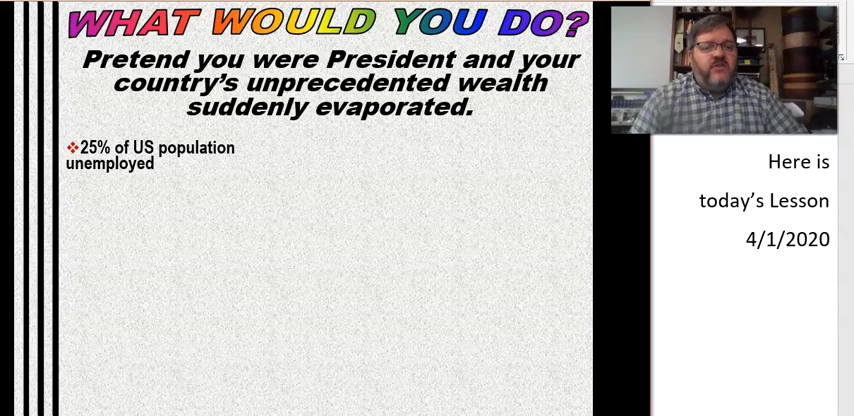 WHAT WOULD YOU DO?
Pretend you were President and your
country's unprecedented wealth
suddenly evaporated.
❖25% of US population
unemployed
Here is
today's Lesson
4/1/2020